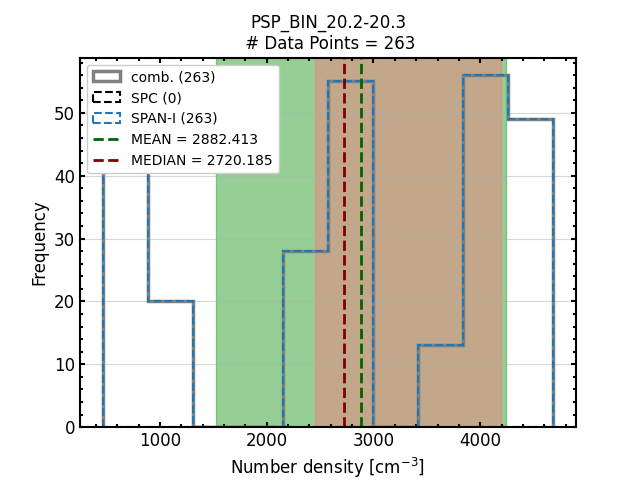 PSP_BIN_20.2-20.3
# Data Points = 263
comb. (263)
SPC (0)
SPAN-I (263)
MEAN = 2882.413
MEDIAN = 2720.185
Frequency
50
40
30
20
10
0
1000 2000 3000 4000
Number density [cm⁻³]